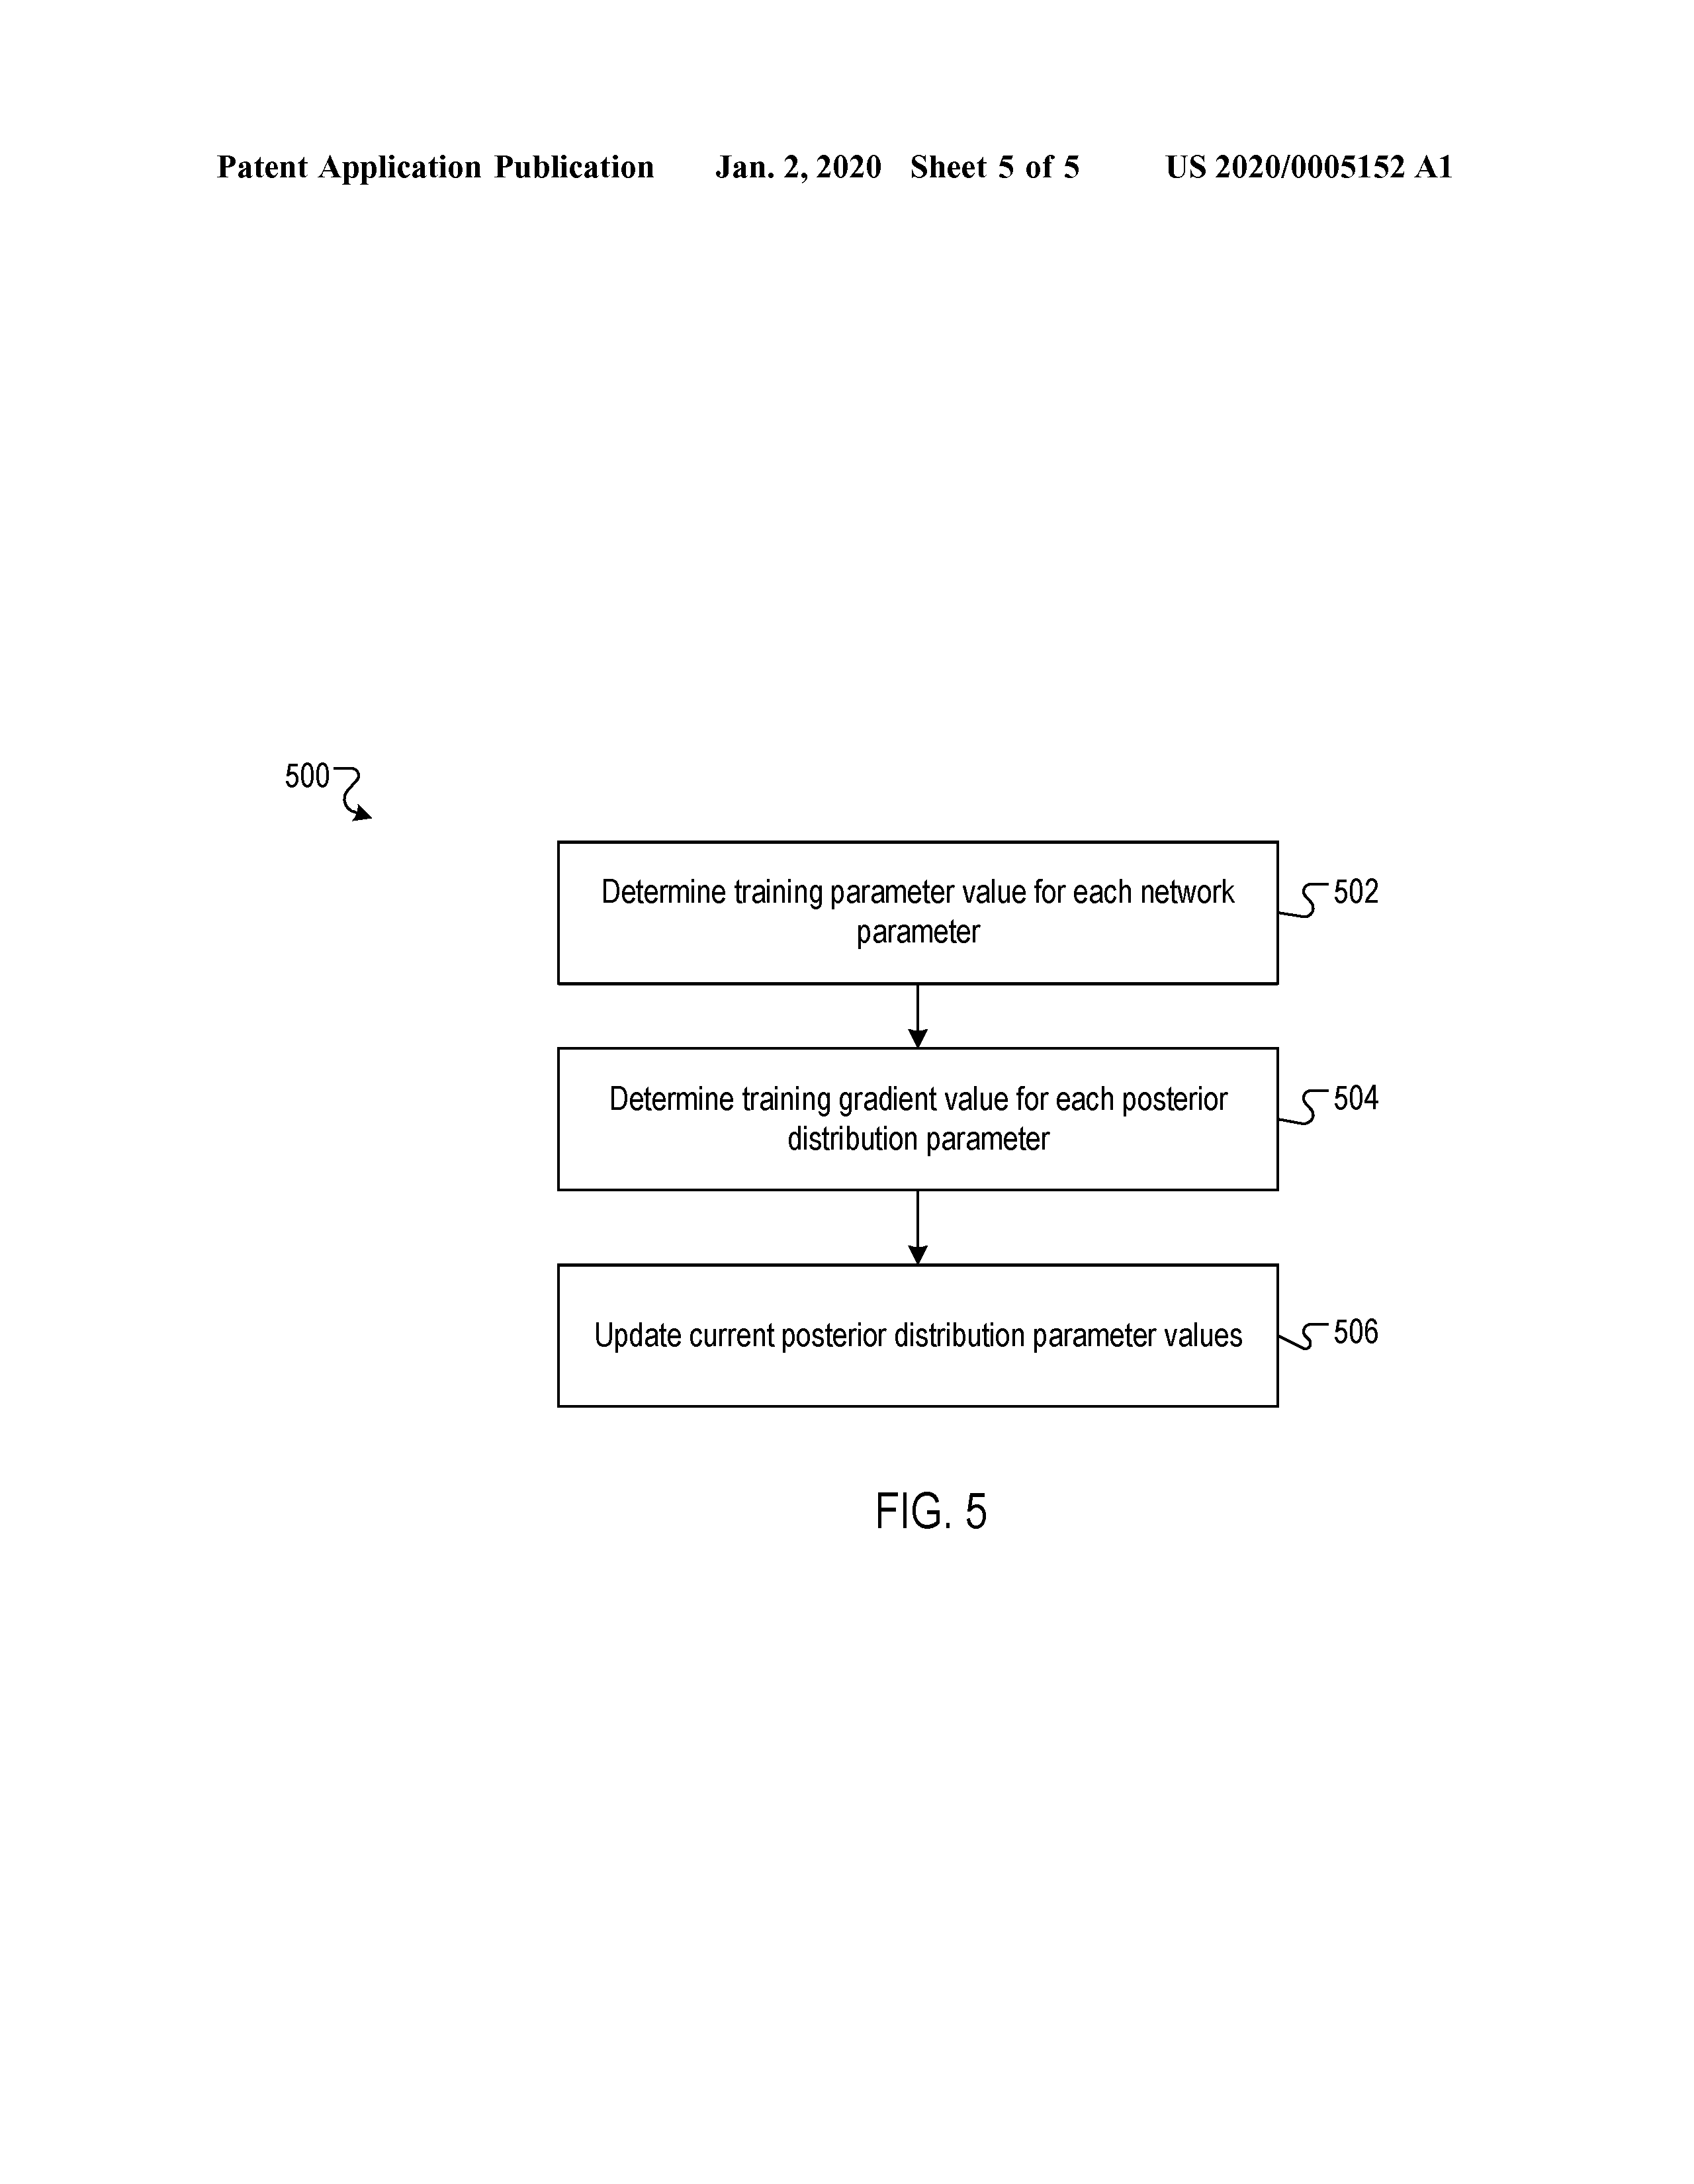 Patent Application Publication Jan. 2, 2020 Sheet 5 of 5 US 2020/0005152 A1
500
Determine training parameter value for each network
parameter
502
Determine training gradient value for each posterior
distribution parameter
504
Update current posterior distribution parameter values
506
FIG. 5